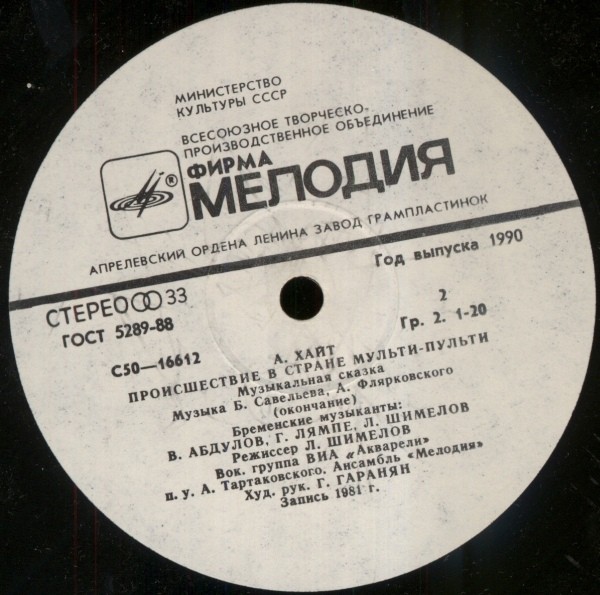 МИНИСТЕРСТВО
КУЛЬТУРЫ СССР
ВСЕСОЮЗНОЕ ТВОРЧЕСКО-
ПРОИЗВОДСТВЕННОЕ ОБЪЕДИНЕНИЕ
ФИРМА
®
МЕЛОДИЯ
АПРЕЛЕВСКИЙ ОРДЕНА ЛЕНИНА ЗАВОД ГРАМПЛАСТИНОК
СТЕРЕО 33
Год выпуска 1990
ГОСТ 5289-88
2
С50—16612
Гр. 2. 1-20
А. ХАЙТ
ПРОИСШЕСТВИЕ В СТРАНЕ МУЛЬТИ-ПУЛЬТИ
Музыкальная сказка
Музыка Б. Савельева, А. Флярковского
(окончание)
Бременские музыканты:
В. АБДУЛОВ, Г. ЛЯМПЕ, Л. ШИМЕЛОВ
Режиссер Л. ШИМЕЛОВ
Вок. группа ВИА «Акварели»
п. у. А. Тартаковского. Ансамбль «Мелодия»
Худ. рук. Г. ГАРАНЯН
Запись 1981 г.